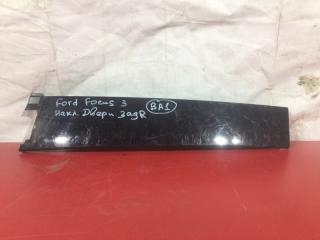 Ford Focus 3
накл. Двери зад R
BA1